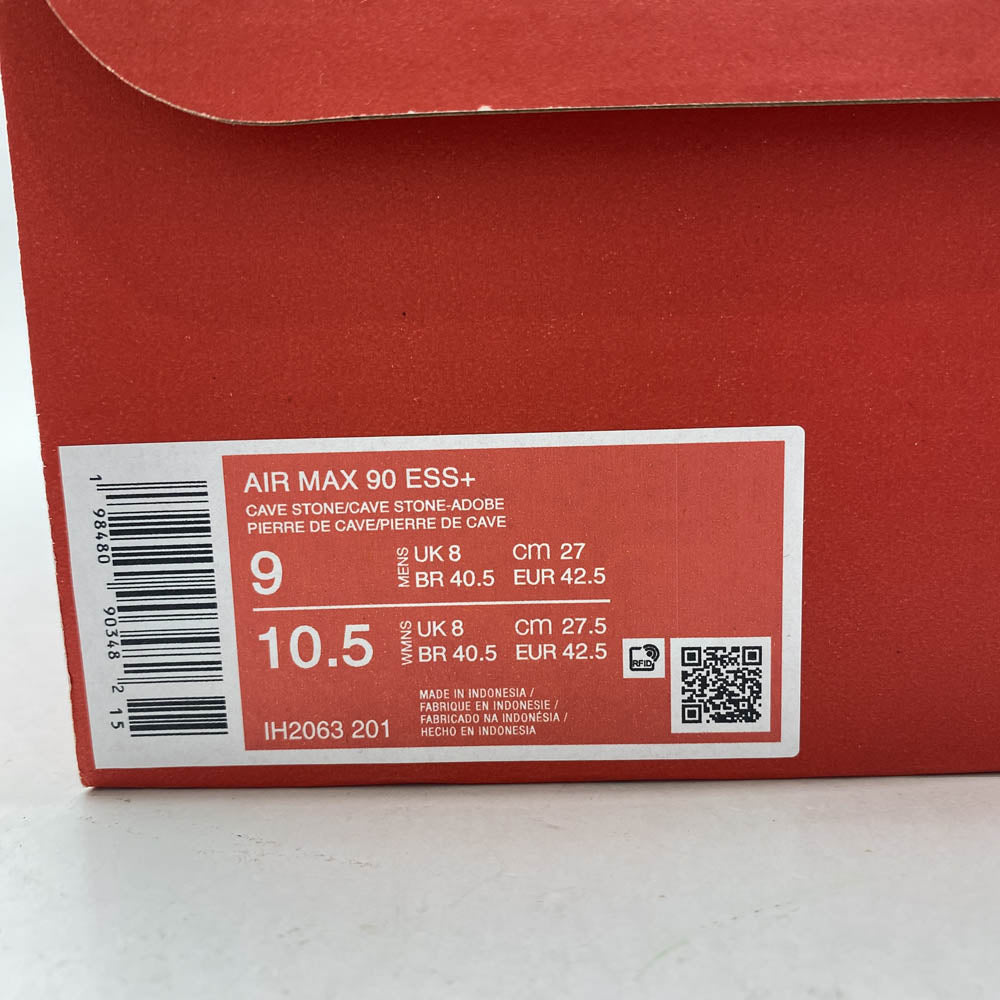 1 98480 90348 2 15
AIR MAX 90 ESS+
CAVE STONE/CAVE STONE-ADOBE
PIERRE DE CAVE/PIERRE DE CAVE
9 MENS UK 8 CM 27
BR 40.5 EUR 42.5
10.5 WMNS UK 8 CM 27.5
BR 40.5 EUR 42.5
RFID
MADE IN INDONESIA /
FABRIQUE EN INDONESIE /
FABRICADO NA INDONÉSIA /
HECHO EN INDONESIA
IH2063 201